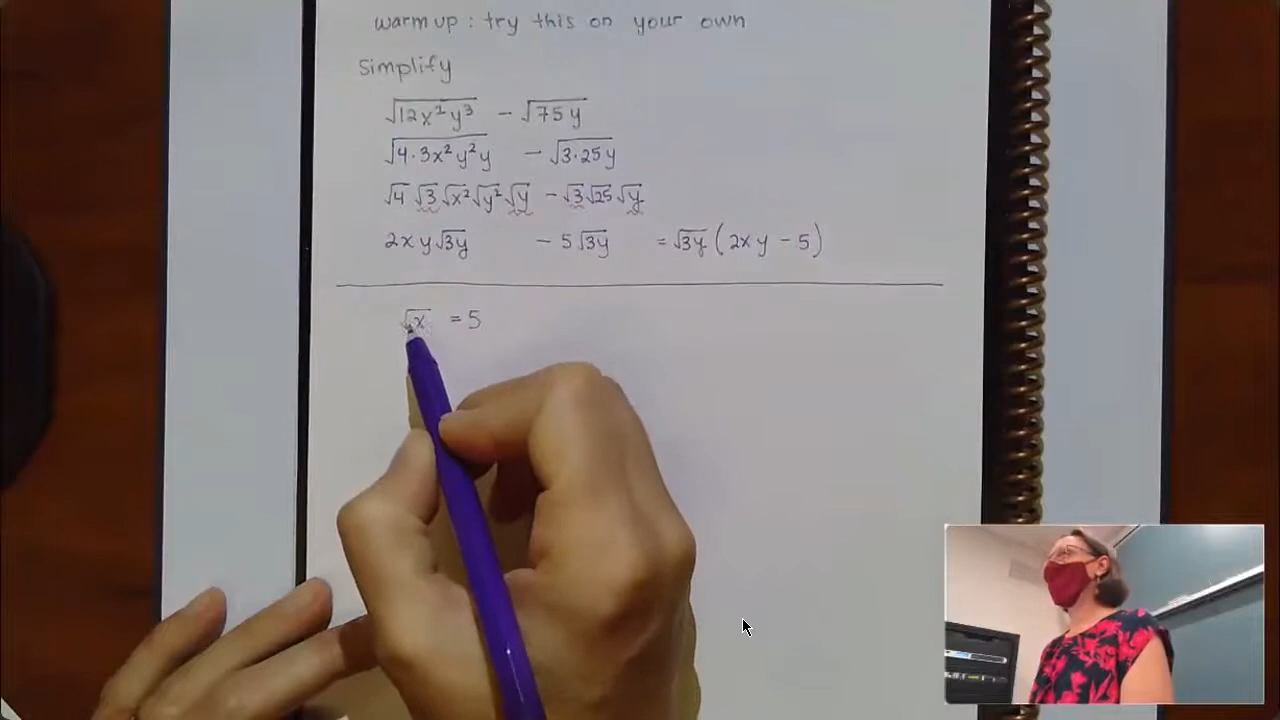 warm up : try this on your own
Simplify
√12x²y³ - √75y
√4·3x²y²y - √3·25y
√4 √3 √x² √y² √y - √3 √25 √y
2xy√3y - 5√3y = √3y (2xy - 5)
√x = 5